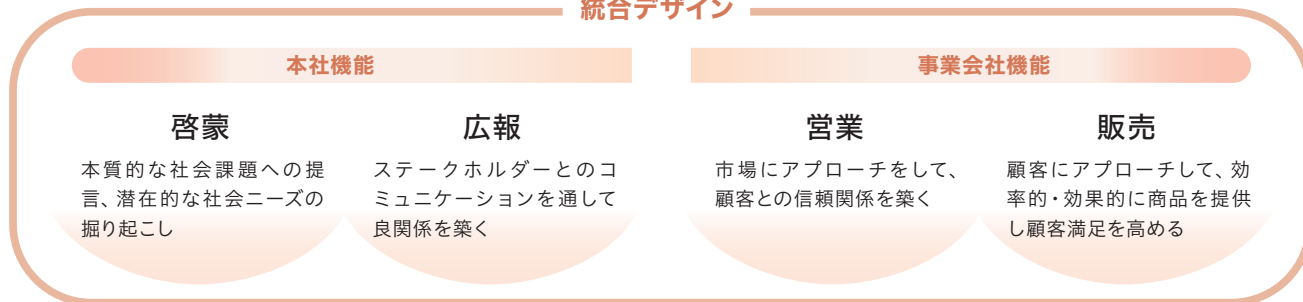 統合デザイン
本社機能
事業会社機能
啓蒙
本質的な社会課題への提
言、潜在的な社会ニーズの
掘り起こし
広報
ステークホルダーとのコ
ミュニケーションを通して
良関係を築く
営業
市場にアプローチをして、
顧客との信頼関係を築く
販売
顧客にアプローチして、効
率的・効果的に商品を提供
し顧客満足を高める